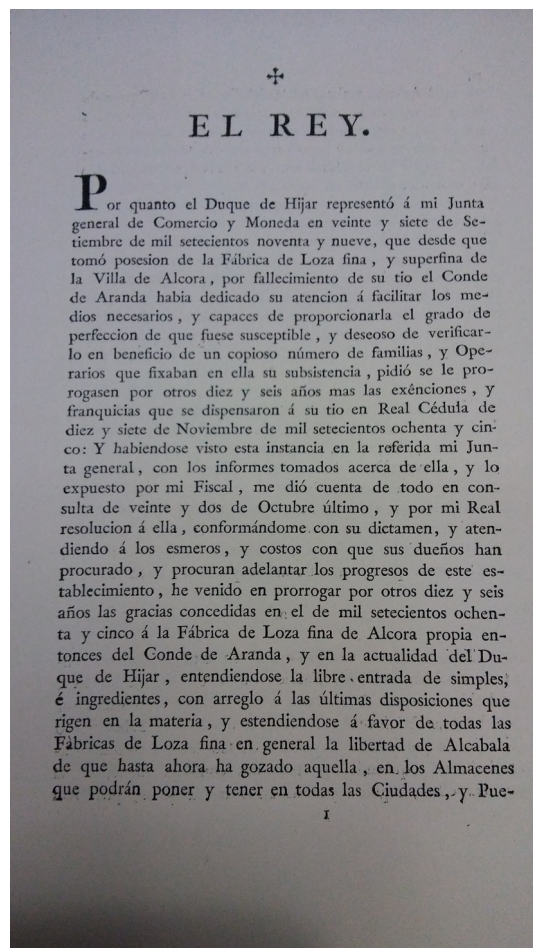 ✢
EL REY.
Por quanto el Duque de Hijar representó á mi Junta
general de Comercio y Moneda en veinte y siete de Se-
tiembre de mil setecientos noventa y nueve, que desde que
tomó posesion de la Fábrica de Loza fina, y superfina de
la Villa de Alcora, por fallecimiento de su tio el Conde
de Aranda habia dedicado su atencion á facilitar los me-
dios necesarios, y capaces de proporcionarla el grado de
perfeccion de que fuese susceptible, y deseoso de verificar-
lo en beneficio de un copioso número de familias, y Ope-
rarios que fixaban en ella su subsistencia, pidió se le pro-
rogasen por otros diez y seis años mas las exênciones, y
franquicias que se dispensaron á su tio en Real Cédula de
diez y siete de Noviembre de mil setecientos ochenta y cin-
co: Y habiendose visto esta instancia en la referida mi Jun-
ta general, con los informes tomados acerca de ella, y lo
expuesto por mi Fiscal, me dió cuenta de todo en con-
sulta de veinte y dos de Octubre último, y por mi Real
resolucion á ella, conformándome con su dictamen, y aten-
diendo á los esmeros, y costos con que sus dueños han
procurado, y procuran adelantar los progresos de este es-
tablecimiento, he venido en prorrogar por otros diez y seis
años las gracias concedidas en el de mil setecientos ochen-
ta y cinco á la Fábrica de Loza fina de Alcora propia en-
tonces del Conde de Aranda, y en la actualidad del Du-
que de Hijar, entendiendose la libre entrada de simples,
é ingredientes, con arreglo á las últimas disposiciones que
rigen en la materia, y estendiendose á favor de todas las
Fábricas de Loza fina en general la libertad de Alcabala
de que hasta ahora ha gozado aquella, en los Almacenes
que podrán poner y tener en todas las Ciudades, y Pue-
1